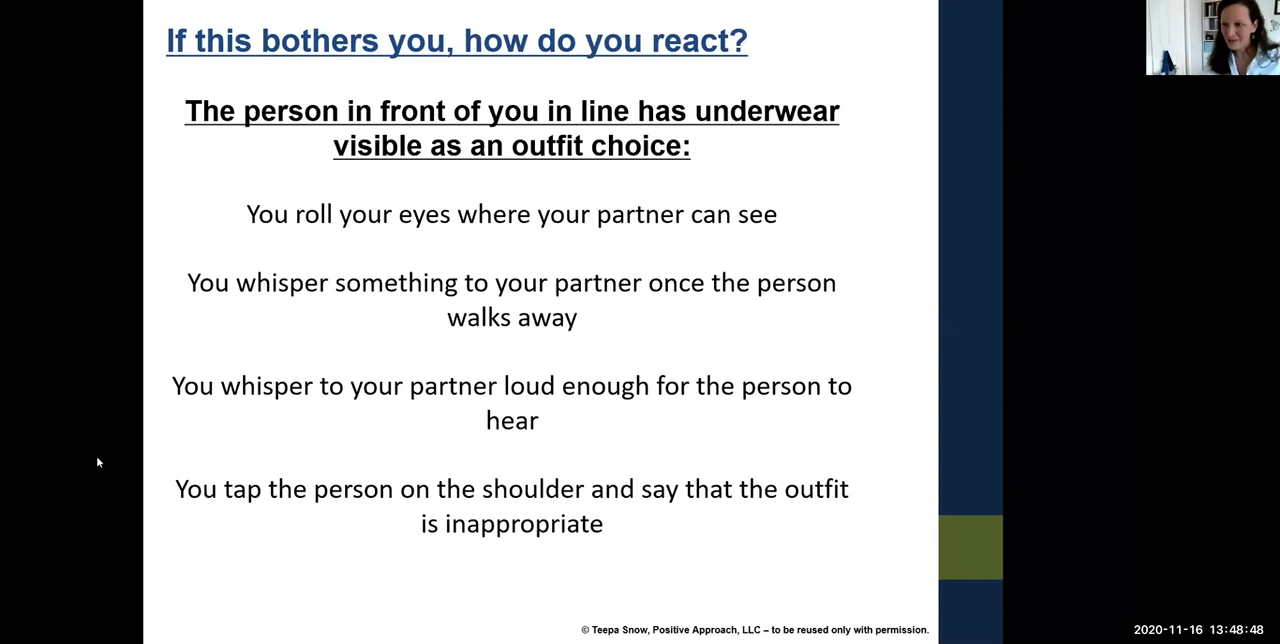 If this bothers you, how do you react?
The person in front of you in line has underwear
visible as an outfit choice:
You roll your eyes where your partner can see
You whisper something to your partner once the person
walks away
You whisper to your partner loud enough for the person to
hear
You tap the person on the shoulder and say that the outfit
is inappropriate
© Teepa Snow, Positive Approach, LLC – to be reused only with permission.
2020-11-16 13:48:48